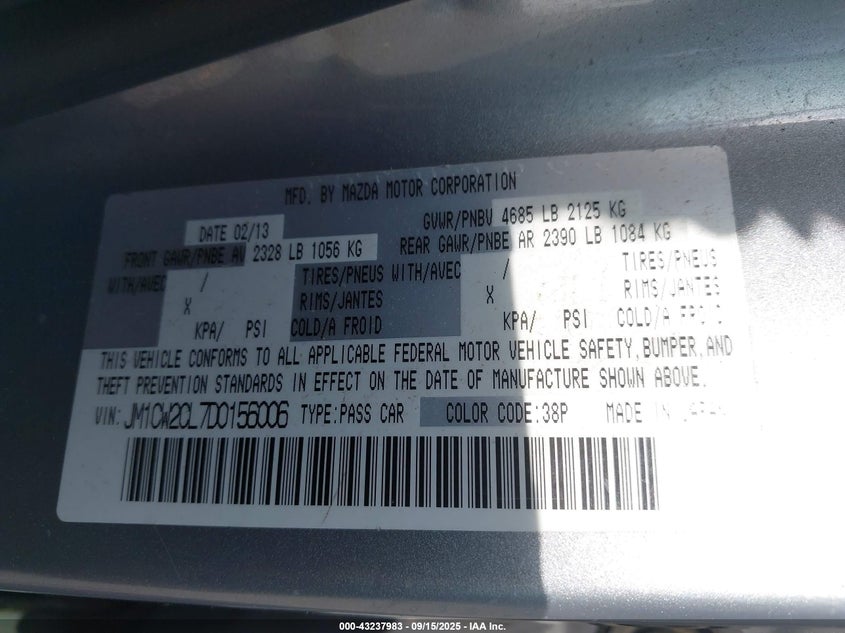 MFD. BY MAZDA MOTOR CORPORATION
DATE 02/13 GVWR/PNBV 4685 LB 2125 KG
FRONT GAWR/PNBE AV 2328 LB 1056 KG REAR GAWR/PNBE AR 2390 LB 1084 KG
WITH/AVEC / TIRES/PNEUS WITH/AVEC / TIRES/PNEUS
X RIMS/JANTES X RIMS/JANTES
KPA/ PSI COLD/A FROID KPA/ PSI COLD/A FROID
THIS VEHICLE CONFORMS TO ALL APPLICABLE FEDERAL MOTOR VEHICLE SAFETY, BUMPER, AND
THEFT PREVENTION STANDARDS IN EFFECT ON THE DATE OF MANUFACTURE SHOWN ABOVE.
VIN: JM1CW2CL7D0156006 TYPE:PASS CAR COLOR CODE:38P MADE IN JAPAN
000-43237983 - 09/15/2025 - IAA Inc.